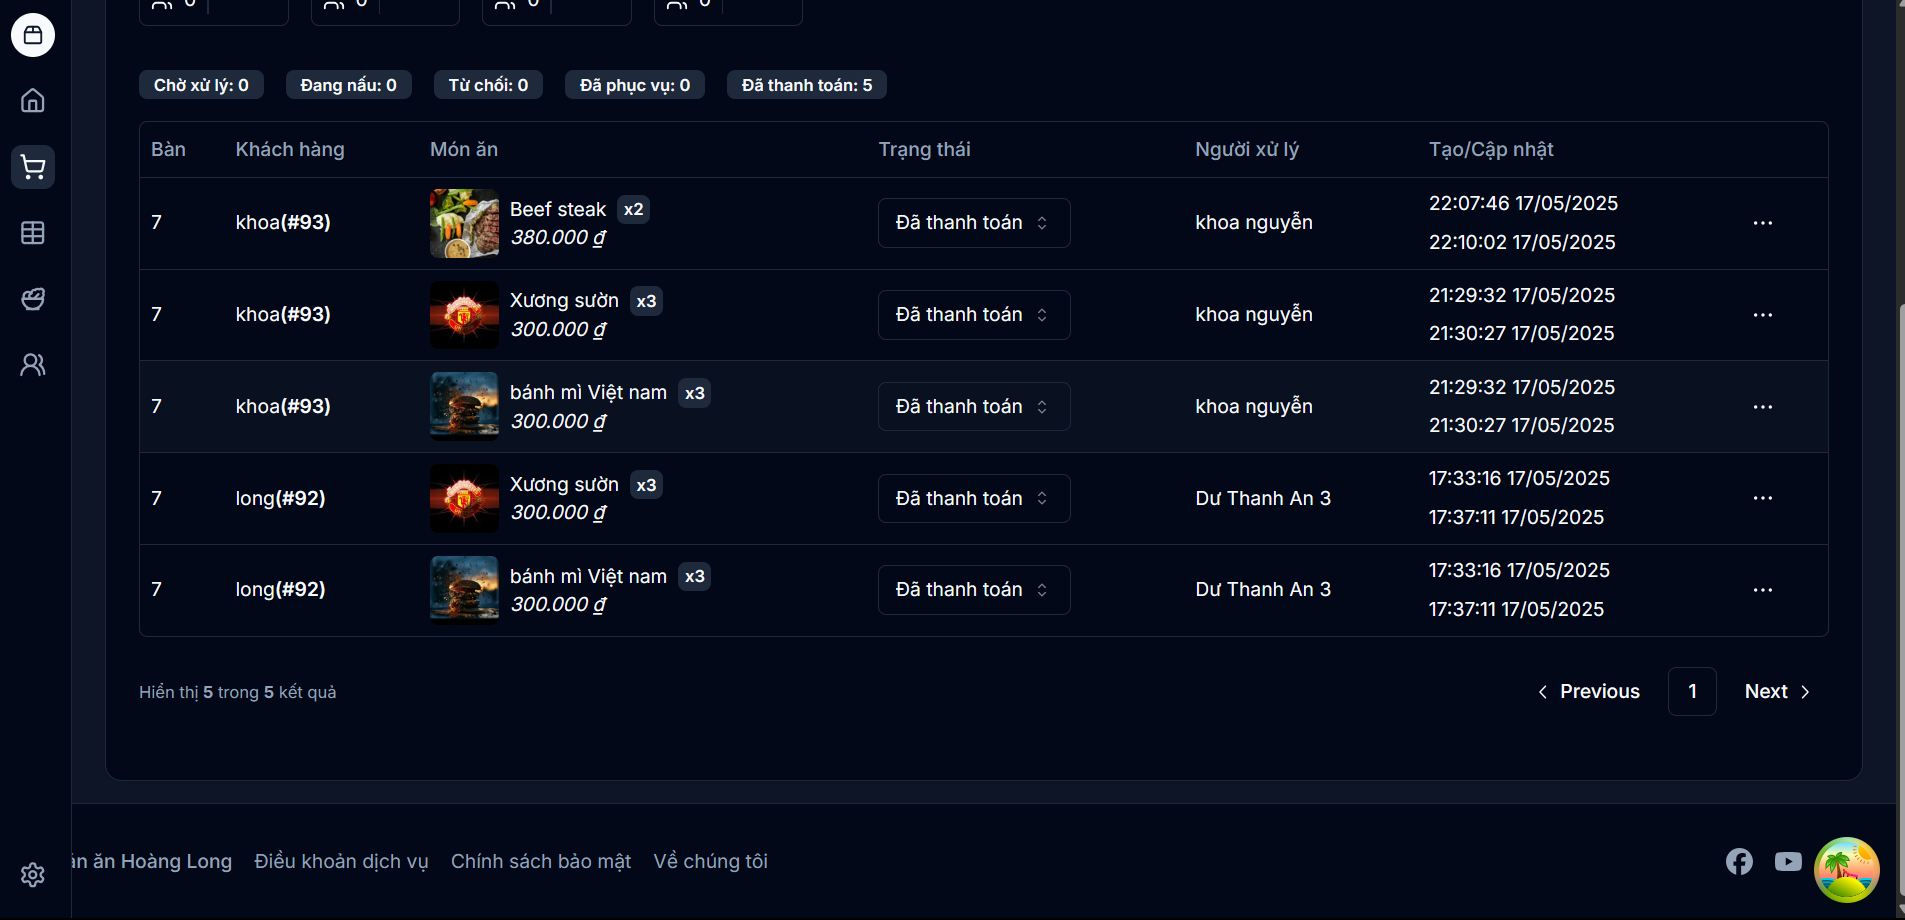 0 0 0 0
Chờ xử lý: 0 Đang nấu: 0 Từ chối: 0 Đã phục vụ: 0 Đã thanh toán: 5
Bàn Khách hàng Món ăn Trạng thái Người xử lý Tạo/Cập nhật
7 khoa(#93) Beef steak x2 Đã thanh toán khoa nguyễn 22:07:46 17/05/2025
380.000 ₫ 22:10:02 17/05/2025
7 khoa(#93) Xương sườn x3 Đã thanh toán khoa nguyễn 21:29:32 17/05/2025
300.000 ₫ 21:30:27 17/05/2025
7 khoa(#93) bánh mì Việt nam x3 Đã thanh toán khoa nguyễn 21:29:32 17/05/2025
300.000 ₫ 21:30:27 17/05/2025
7 long(#92) Xương sườn x3 Đã thanh toán Dư Thanh An 3 17:33:16 17/05/2025
300.000 ₫ 17:37:11 17/05/2025
7 long(#92) bánh mì Việt nam x3 Đã thanh toán Dư Thanh An 3 17:33:16 17/05/2025
300.000 ₫ 17:37:11 17/05/2025
Hiển thị 5 trong 5 kết quả Previous 1 Next
ăn Hoàng Long Điều khoản dịch vụ Chính sách bảo mật Về chúng tôi